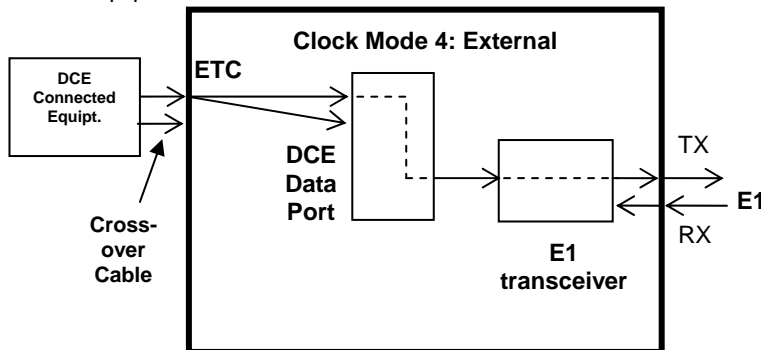 Clock Mode 4: External
DCE
Connected
Equipt.
ETC
DCE
Data
Port
Cross-
over
Cable
E1
transceiver
TX
E1
RX